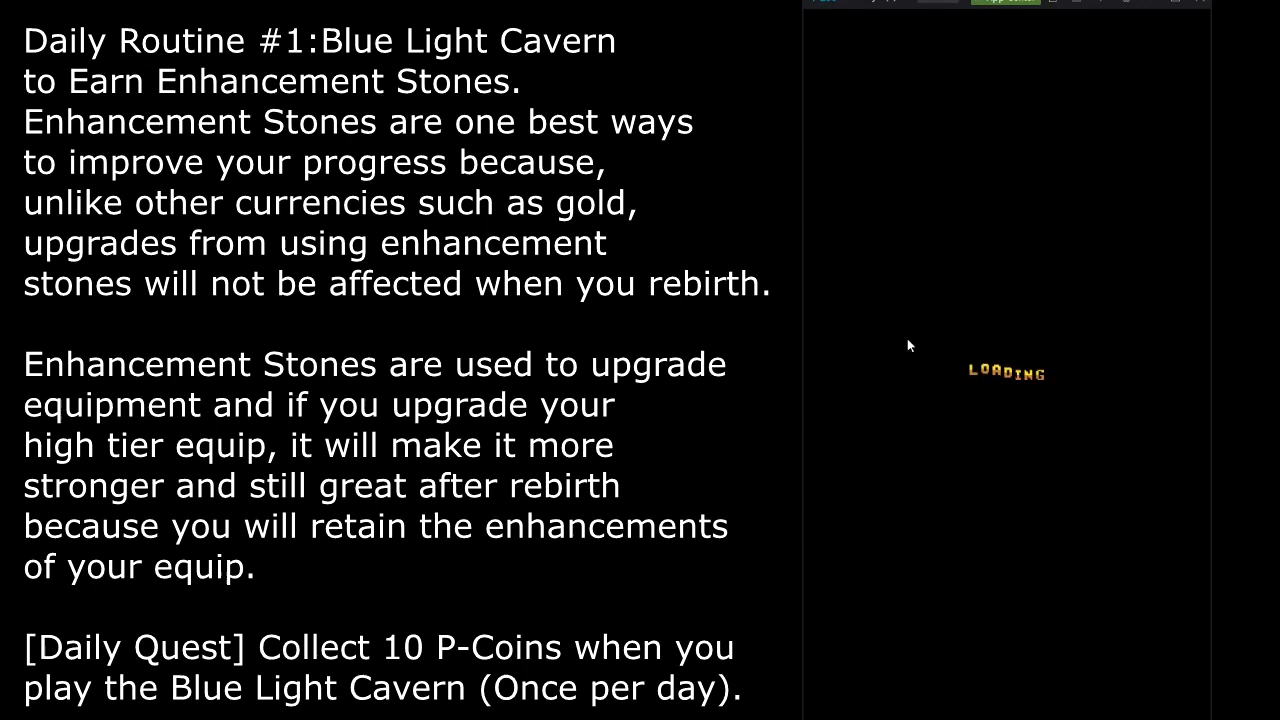 Daily Routine #1:Blue Light Cavern
to Earn Enhancement Stones.
Enhancement Stones are one best ways
to improve your progress because,
unlike other currencies such as gold,
upgrades from using enhancement
stones will not be affected when you rebirth.
Enhancement Stones are used to upgrade
equipment and if you upgrade your
high tier equip, it will make it more
stronger and still great after rebirth
because you will retain the enhancements
of your equip.
[Daily Quest] Collect 10 P-Coins when you
play the Blue Light Cavern (Once per day).
LOADING